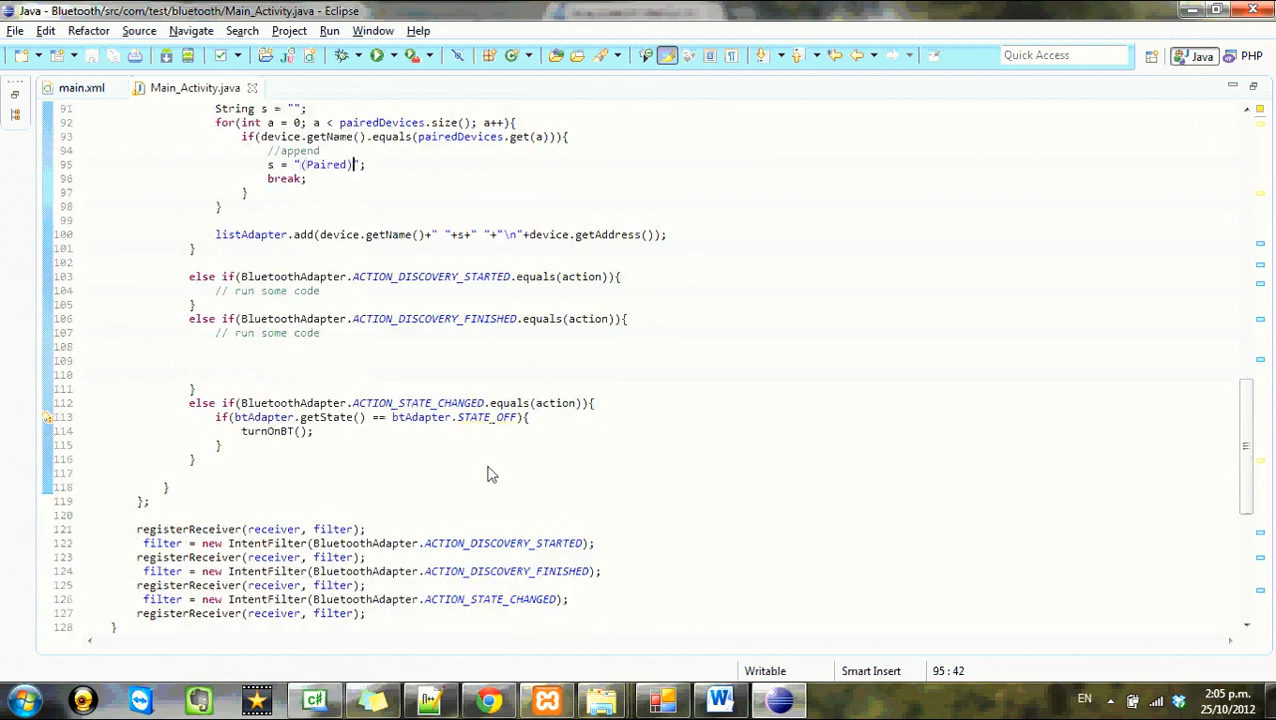 Java - Bluetooth/src/com/test/bluetooth/Main_Activity.java - Eclipse
File Edit Refactor Source Navigate Search Project Run Window Help
Quick Access Java PHP
main.xml Main_Activity.java
91 String s = "";
92 for(int a = 0; a < pairedDevices.size(); a++){
93 if(device.getName().equals(pairedDevices.get(a))){
94 //append
95 s = "(Paired)";
96 break;
97 }
98 }
99
100 listAdapter.add(device.getName()+" "+s+" "+"\n"+device.getAddress());
101 }
102
103 else if(BluetoothAdapter.ACTION_DISCOVERY_STARTED.equals(action)){
104 // run some code
105 }
106 else if(BluetoothAdapter.ACTION_DISCOVERY_FINISHED.equals(action)){
107 // run some code
108
109
110
111 }
112 else if(BluetoothAdapter.ACTION_STATE_CHANGED.equals(action)){
113 if(btAdapter.getState() == btAdapter.STATE_OFF){
114 turnOnBT();
115 }
116 }
117
118 }
119 };
120
121 registerReceiver(receiver, filter);
122 filter = new IntentFilter(BluetoothAdapter.ACTION_DISCOVERY_STARTED);
123 registerReceiver(receiver, filter);
124 filter = new IntentFilter(BluetoothAdapter.ACTION_DISCOVERY_FINISHED);
125 registerReceiver(receiver, filter);
126 filter = new IntentFilter(BluetoothAdapter.ACTION_STATE_CHANGED);
127 registerReceiver(receiver, filter);
128 }
Writable Smart Insert 95 : 42
EN 2:05 p.m.
25/10/2012